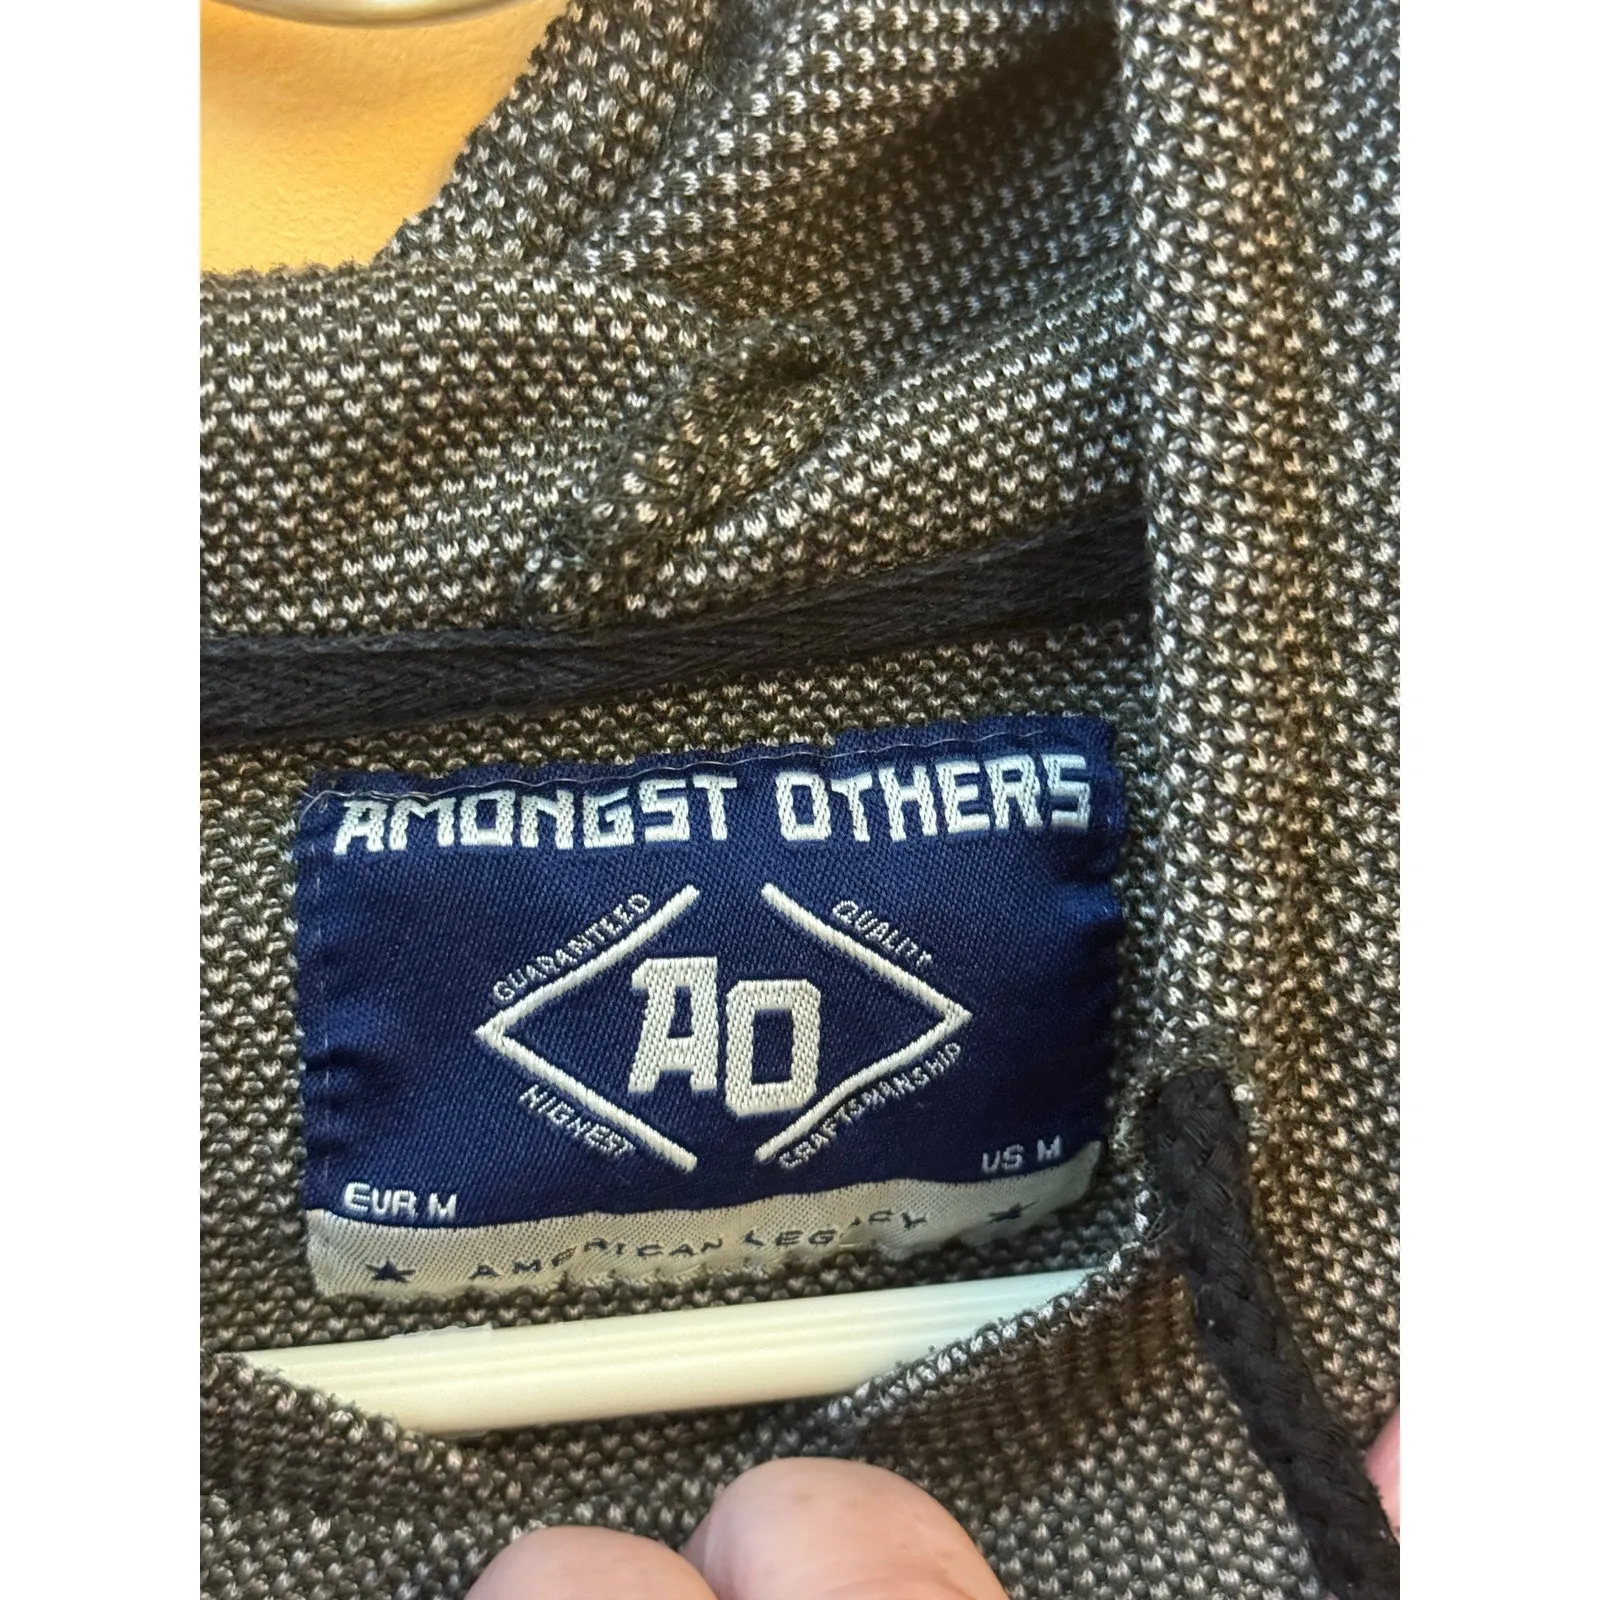 AMONGST OTHERS
GUARANTEED
QUALITY
AO
HIGHEST
CRAFTSMANSHIP
EUR M
US M
AMERICAN LEGACY